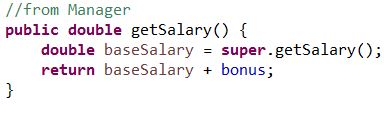 //from Manager
public double getSalary() {
    double baseSalary = super.getSalary();
    return baseSalary + bonus;
}